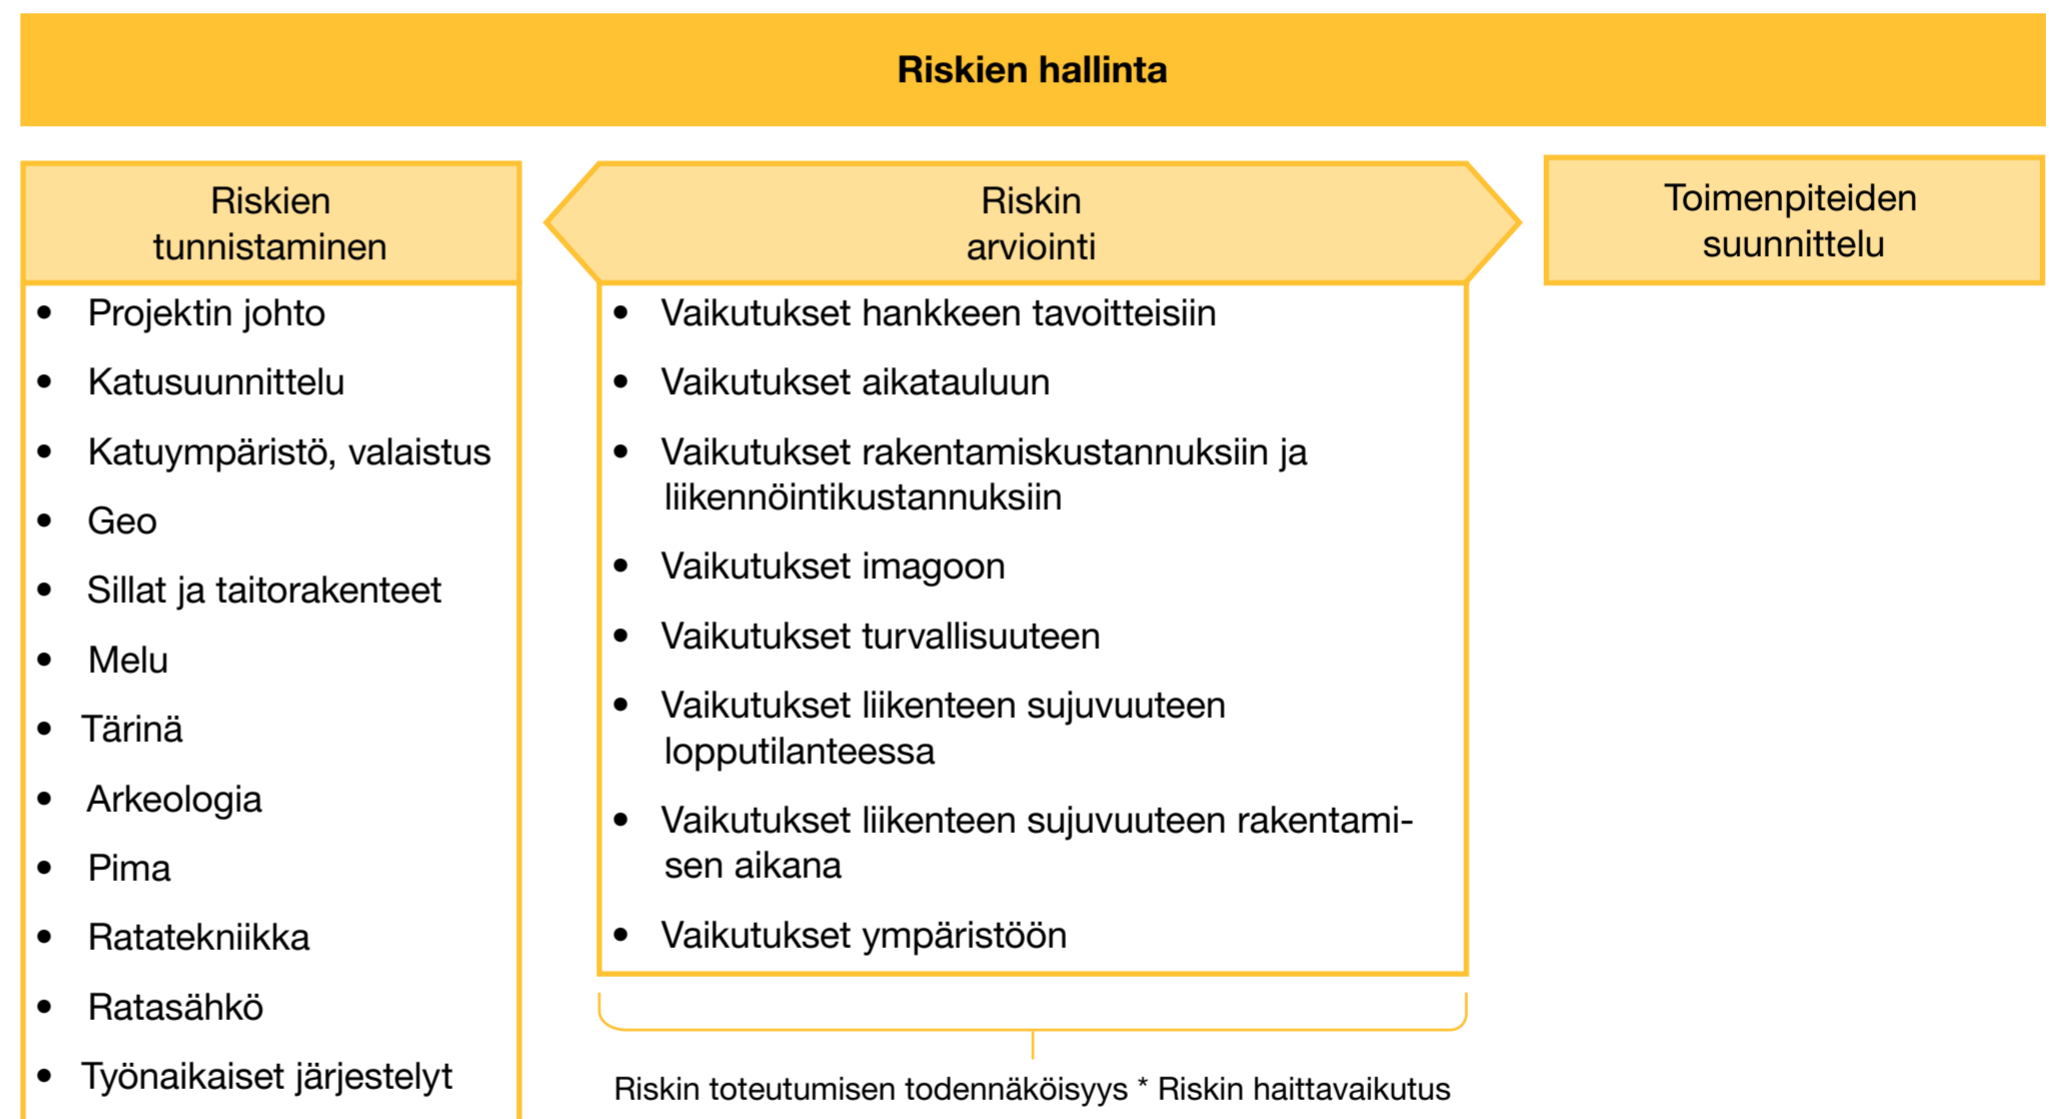 Riskien hallinta
Riskien
tunnistaminen
• Projektin johto
• Katusuunnittelu
• Katuympäristö, valaistus
• Geo
• Sillat ja taitorakenteet
• Melu
• Tärinä
• Arkeologia
• Pima
• Ratatekniikka
• Ratasähkö
• Työnaikaiset järjestelyt
Riskin
arviointi
• Vaikutukset hankkeen tavoitteisiin
• Vaikutukset aikatauluun
• Vaikutukset rakentamiskustannuksiin ja
liikennöintikustannuksiin
• Vaikutukset imagoon
• Vaikutukset turvallisuuteen
• Vaikutukset liikenteen sujuvuuteen
lopputilanteessa
• Vaikutukset liikenteen sujuvuuteen rakentami-
sen aikana
• Vaikutukset ympäristöön
Riskin toteutumisen todennäköisyys * Riskin haittavaikutus
Toimenpiteiden
suunnittelu